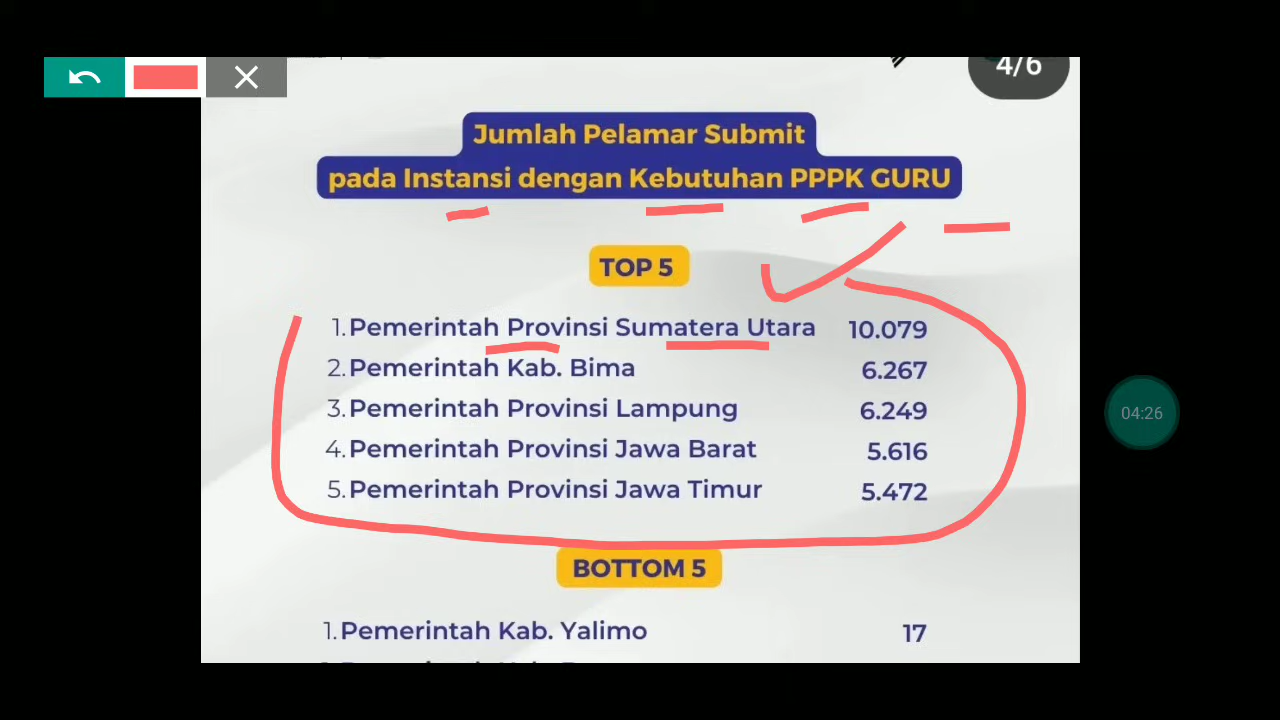 4/6
Jumlah Pelamar Submit
pada Instansi dengan Kebutuhan PPPK GURU
TOP 5
1. Pemerintah Provinsi Sumatera Utara 10.079
2. Pemerintah Kab. Bima 6.267
3. Pemerintah Provinsi Lampung 6.249
4. Pemerintah Provinsi Jawa Barat 5.616
5. Pemerintah Provinsi Jawa Timur 5.472
04:26
BOTTOM 5
1. Pemerintah Kab. Yalimo 17